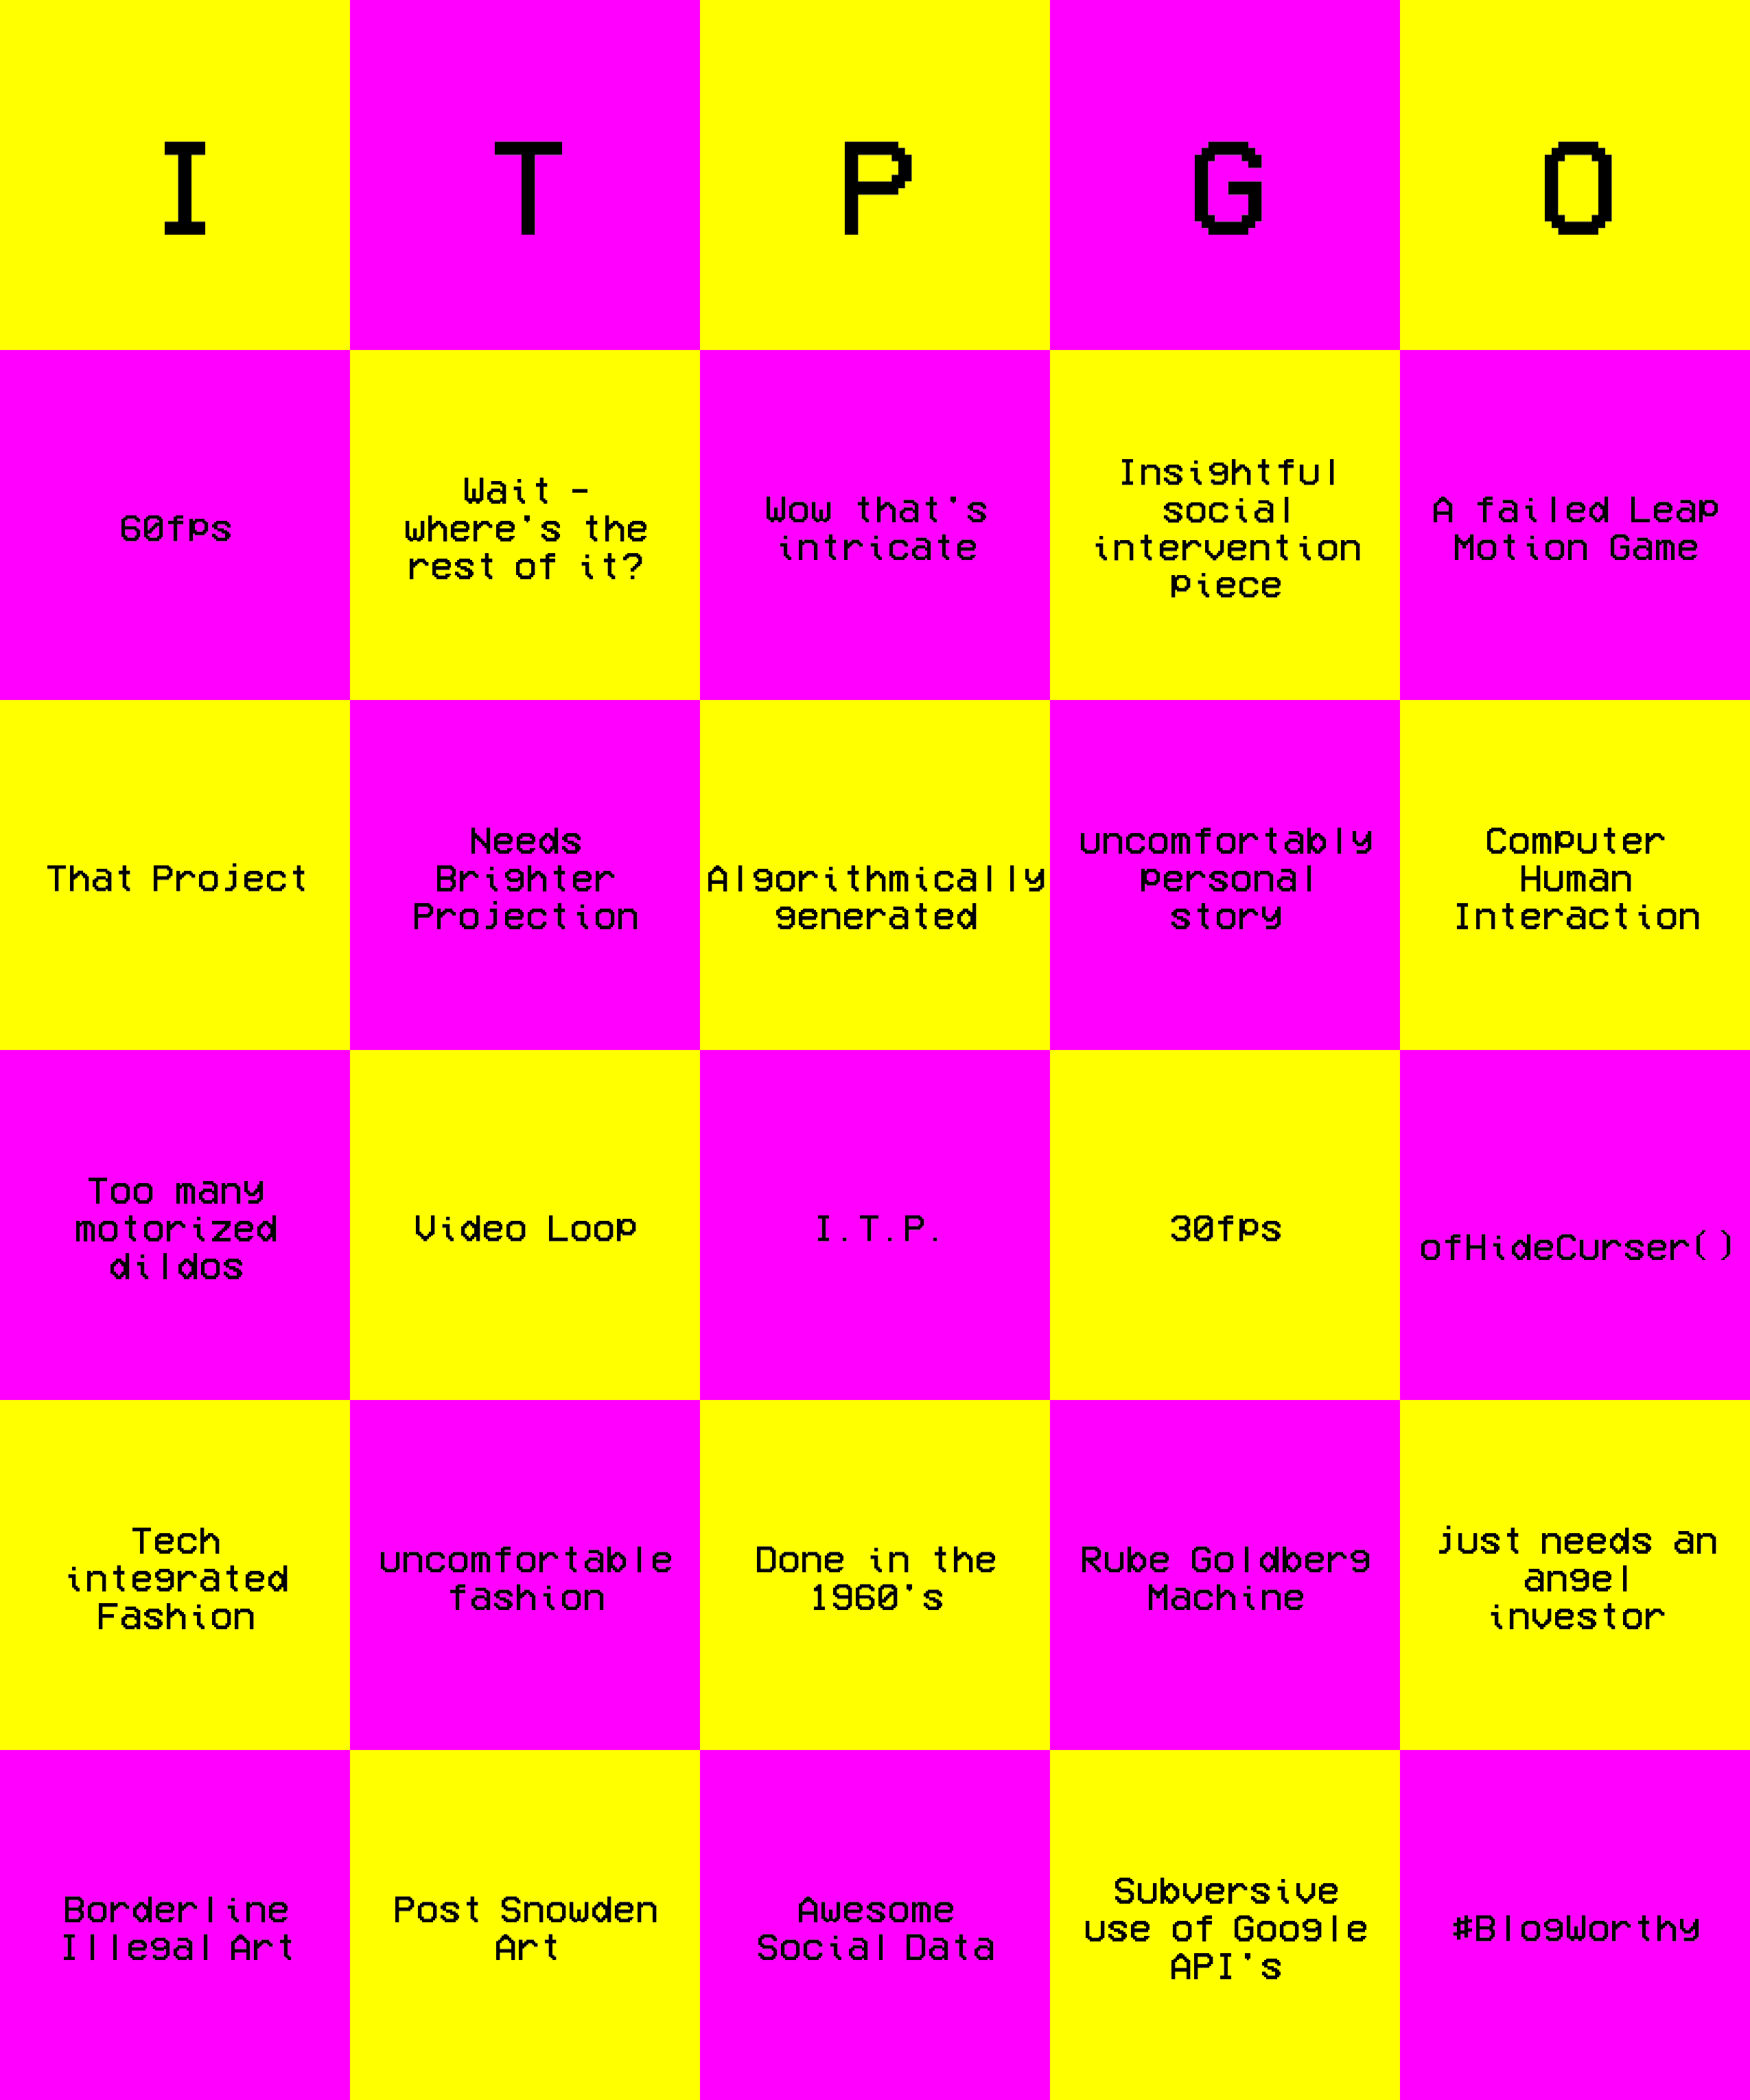 I T P G O
60fps
Wait -
where's the
rest of it?
Wow that's
intricate
Insightful
social
intervention
piece
A failed Leap
Motion Game
That Project
Needs
Brighter
Projection
Algorithmically
generated
uncomfortably
personal
story
Computer
Human
Interaction
Too many
motorized
dildos
Video Loop
I.T.P.
30fps
ofHideCurser()
Tech
integrated
Fashion
uncomfortable
fashion
Done in the
1960's
Rube Goldberg
Machine
just needs an
angel
investor
Borderline
Illegal Art
Post Snowden
Art
Awesome
Social Data
Subversive
use of Google
API's
#BlogWorthy